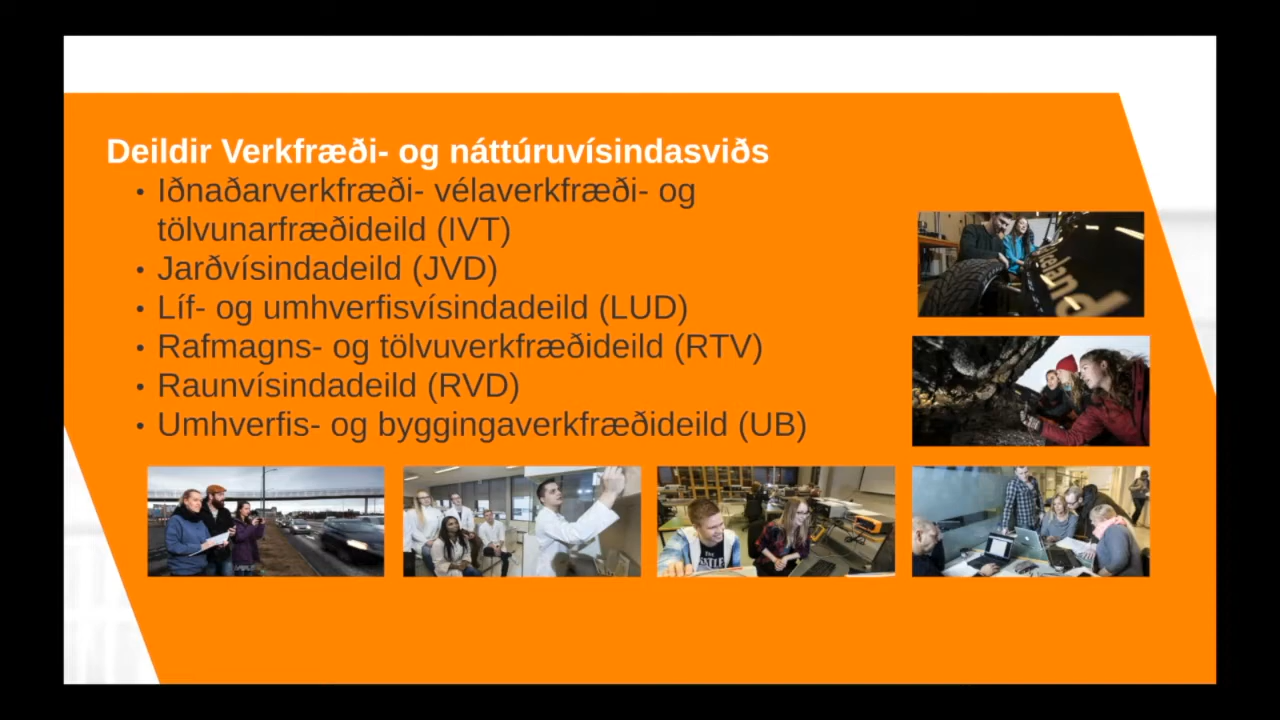 Deildir Verkfræði- og náttúruvísindasviðs
• Iðnaðarverkfræði- vélaverkfræði- og
tölvunarfræðideild (IVT)
• Jarðvísindadeild (JVD)
• Líf- og umhverfisvísindadeild (LUD)
• Rafmagns- og tölvuverkfræðideild (RTV)
• Raunvísindadeild (RVD)
• Umhverfis- og byggingaverkfræðideild (UB)